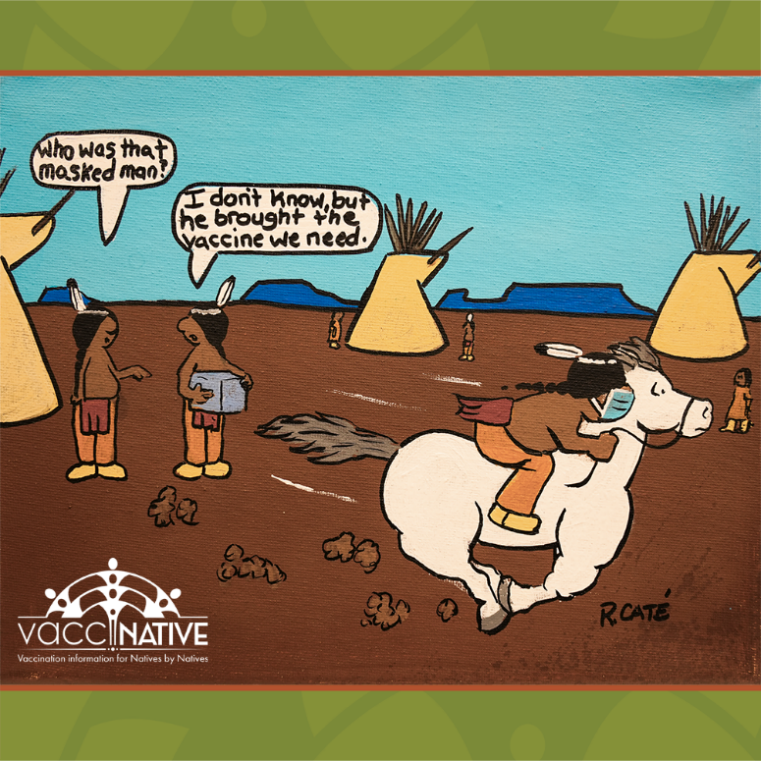 Who was that
masked man?
I don't know, but
he brought the
vaccine we need.
R. CATÉ
VACCINATIVE
Vaccination information for Natives by Natives